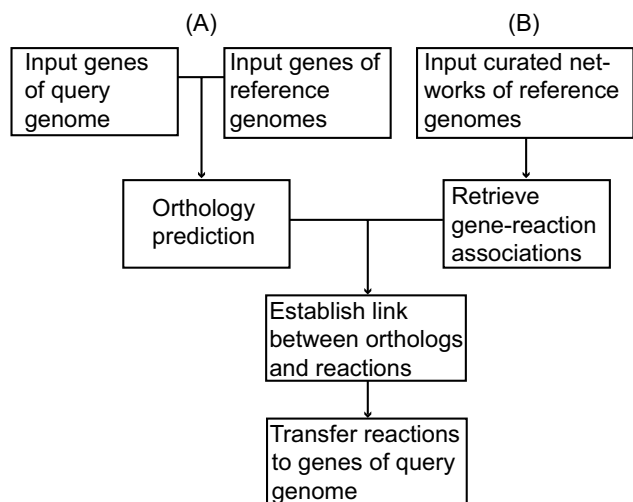 (A)
(B)
Input genes
of query
genome
Input genes of
reference
genomes
Input curated net-
works of reference
genomes
Orthology
prediction
Retrieve
gene-reaction
associations
Establish link
between orthologs
and reactions
Transfer reactions
to genes of query
genome